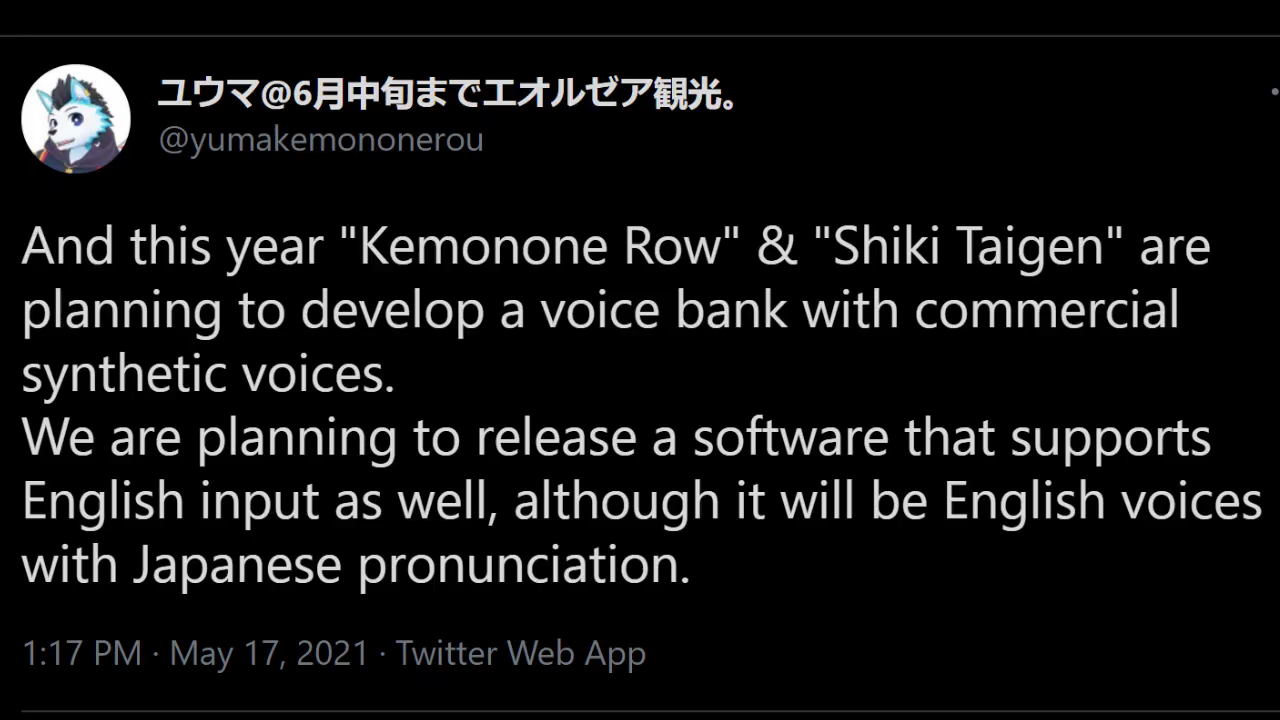 ユウマ@6月中旬までエオルゼア観光。
@yumakemononerou
And this year "Kemonone Row" & "Shiki Taigen" are
planning to develop a voice bank with commercial
synthetic voices.
We are planning to release a software that supports
English input as well, although it will be English voices
with Japanese pronunciation.
1:17 PM · May 17, 2021 · Twitter Web App